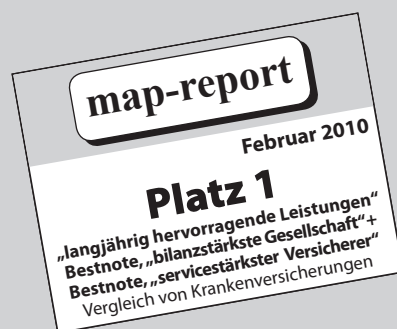 map-report
Februar 2010
Platz 1
„langjährig hervorragende Leistungen“
Bestnote, „bilanzstärkste Gesellschaft“+
Bestnote, „servicestärkster Versicherer“
Vergleich von Krankenversicherungen